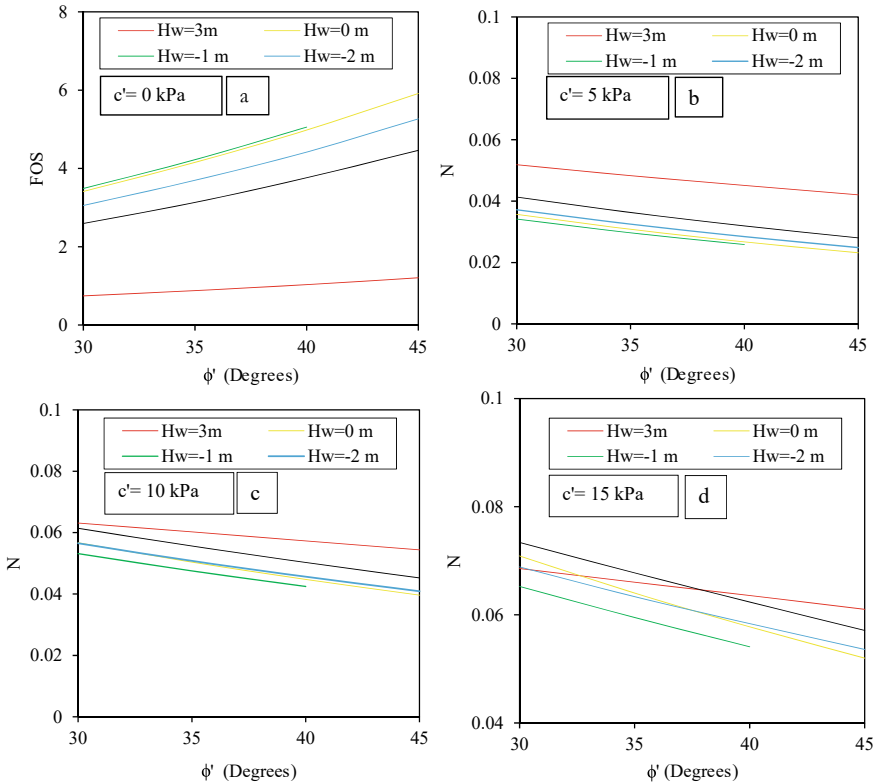 8
Hw=3m Hw=0 m
Hw=-1 m Hw=-2 m
c'= 0 kPa a
6
4
2
0
FOS
30 35 40 45
ϕ' (Degrees)
0.1
Hw=3m Hw=0 m
Hw=-1 m Hw=-2 m
c'= 5 kPa b
0.08
0.06
0.04
0.02
0
N
30 35 40 45
ϕ' (Degrees)
0.1
Hw=3m Hw=0 m
Hw=-1 m Hw=-2 m
c'= 10 kPa c
0.08
0.06
0.04
0.02
0
N
30 35 40 45
ϕ' (Degrees)
0.1
Hw=3m Hw=0 m
Hw=-1 m Hw=-2 m
c'= 15 kPa d
0.08
0.06
0.04
N
30 35 40 45
ϕ' (Degrees)